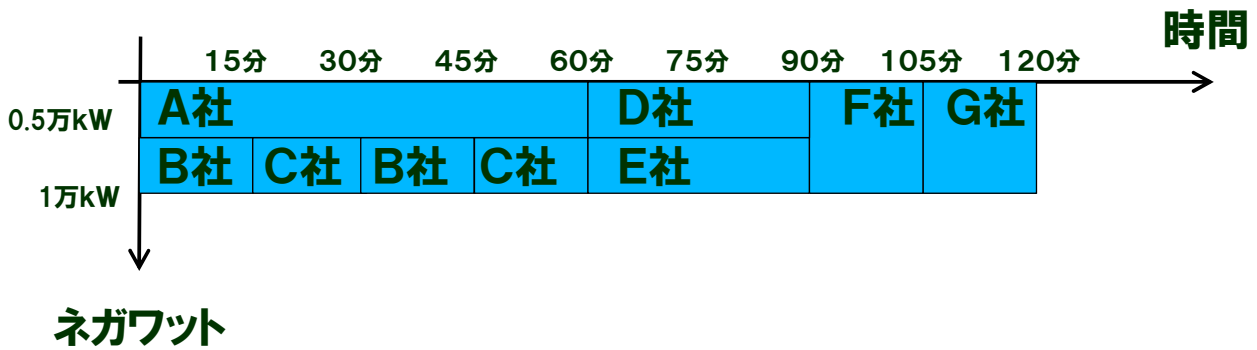 時間
15分 30分 45分 60分 75分 90分 105分 120分
0.5万kW A社 D社 F社 G社
B社 C社 B社 C社 E社
1万kW
ネガワット